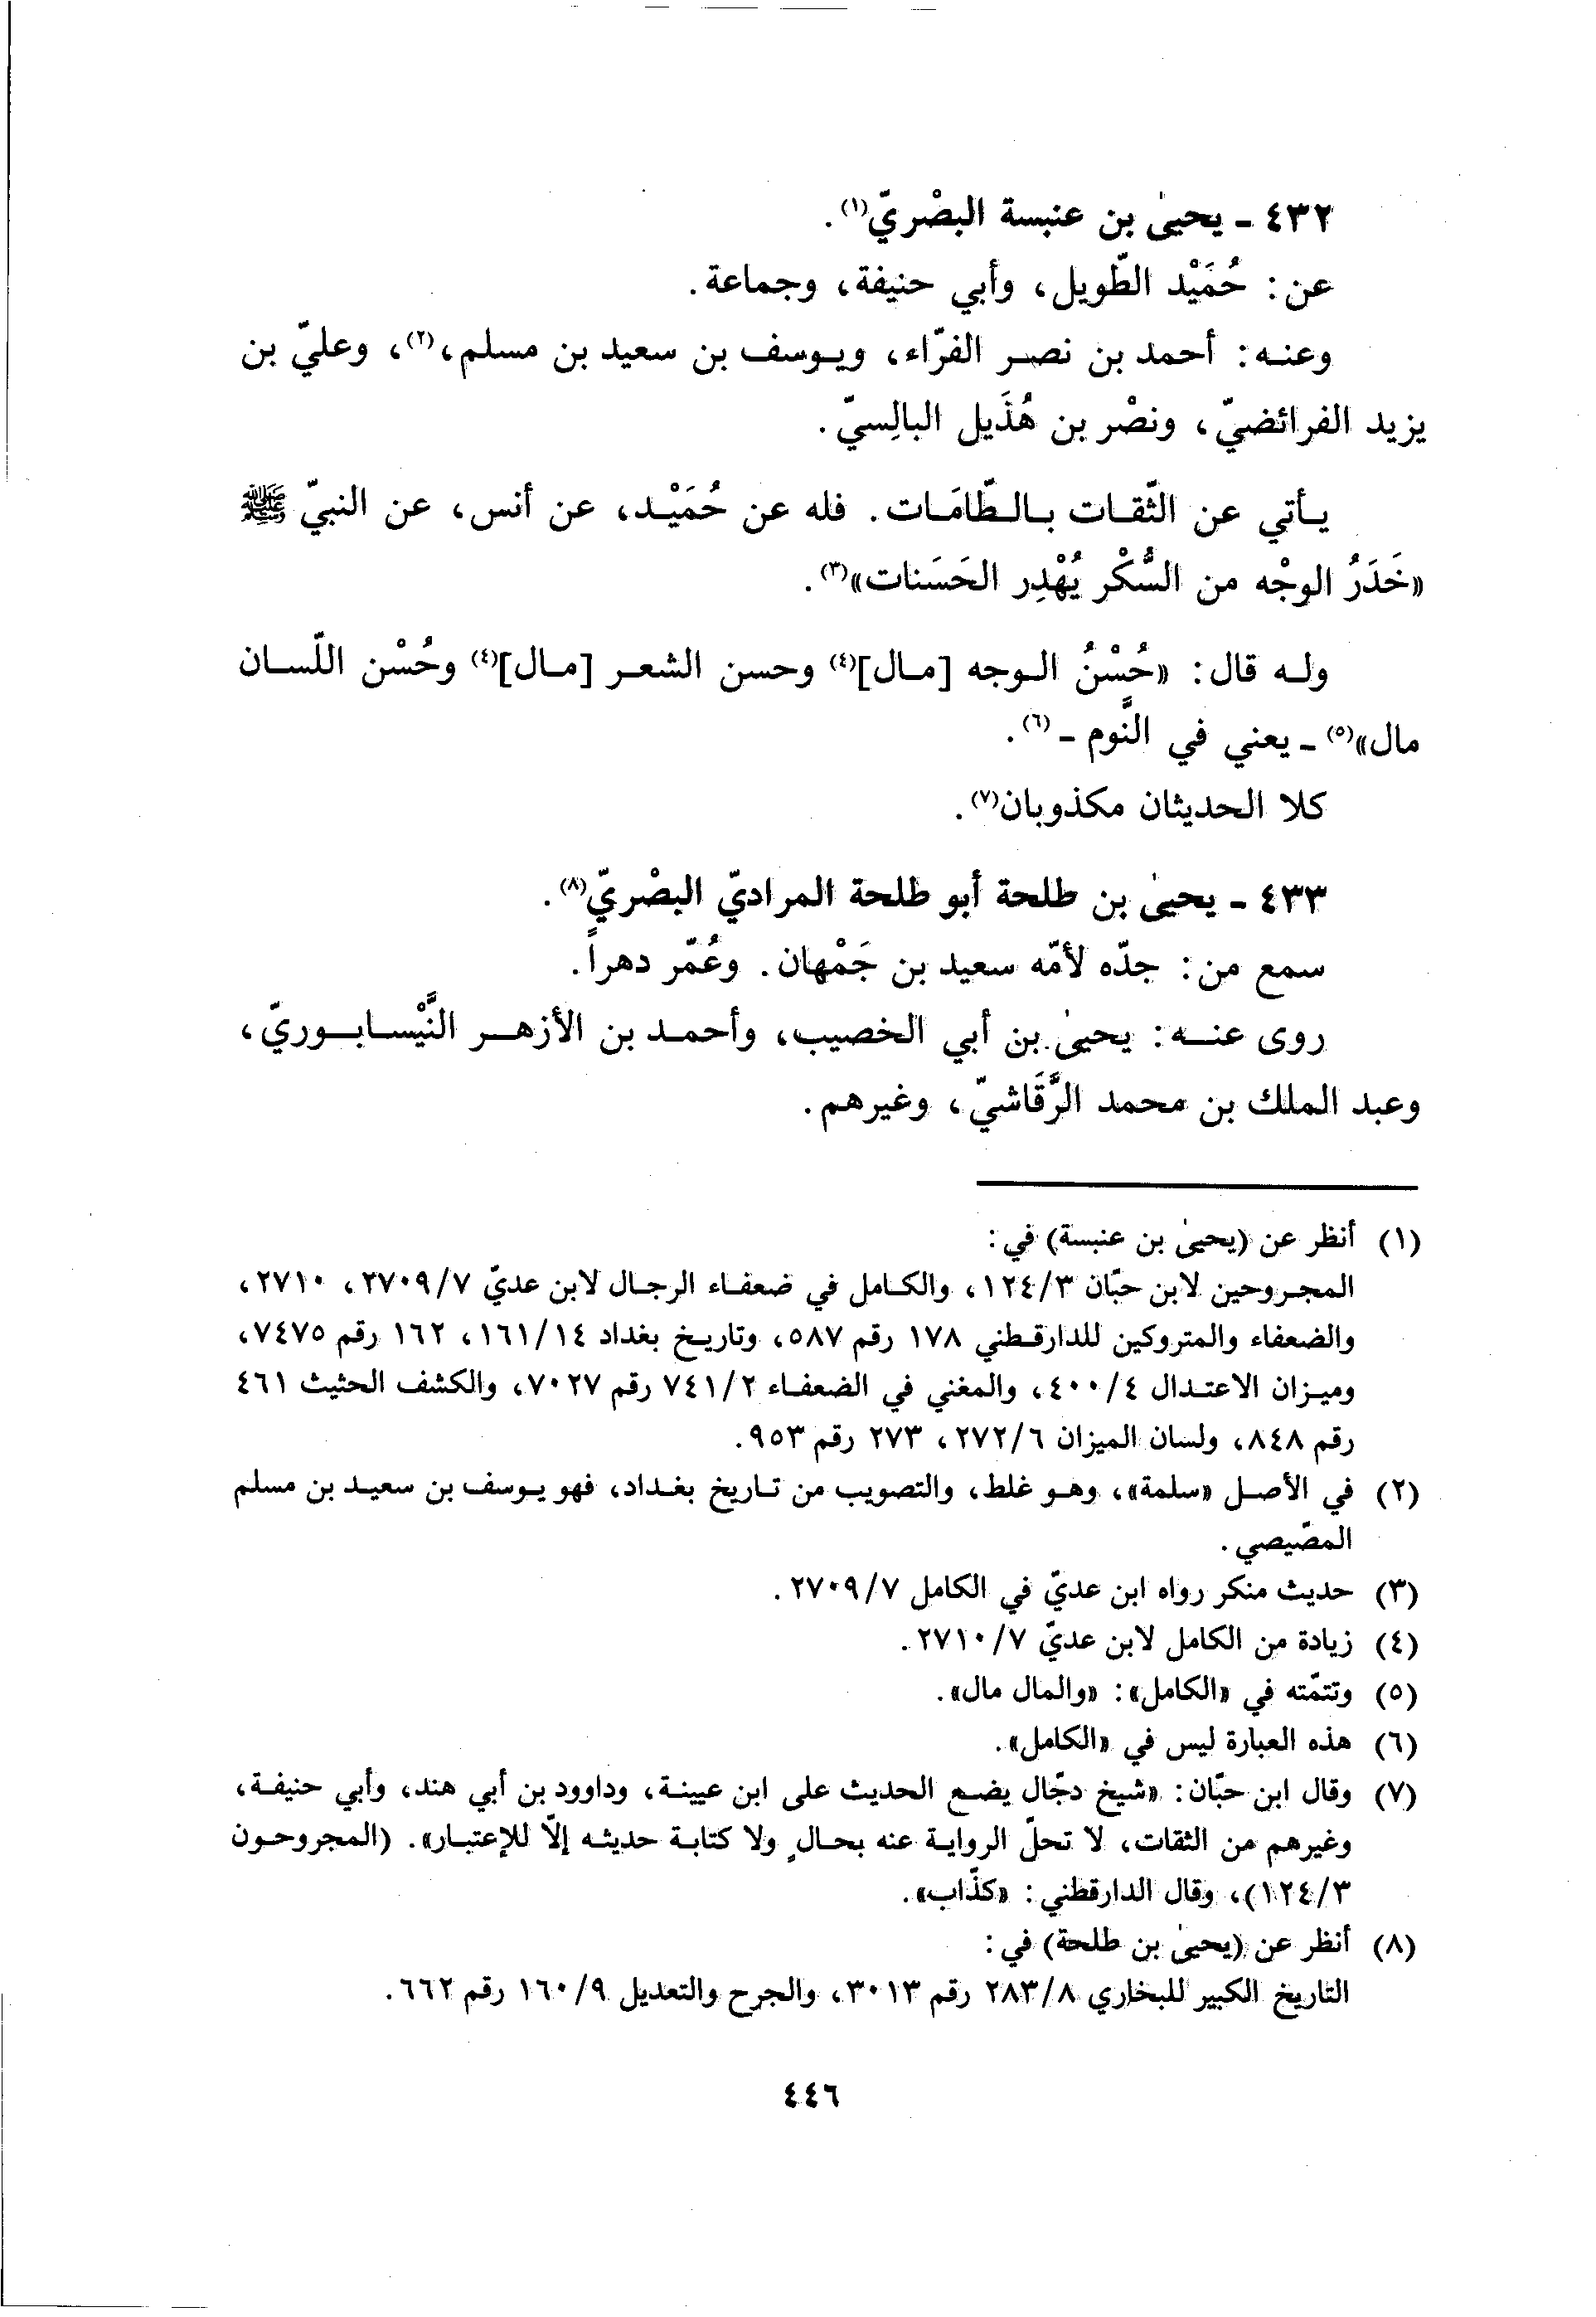 ٤٣٢ ـ يحيىٰ بن عنبسة البصْريّ(١).
عن: حُمَيْد الطّويل، وأبي حنيفة، وجماعة.
وعنه: أحمد بن نصر الفرّاء، ويوسف بن سعيد بن مسلم،(٢)، وعليّ بن
يزيد الفرائضيّ، ونصْر بن هُذَيل البالِسيّ.
يأتي عن الثّقات بالطّامَات. فله عن حُمَيْد، عن أنس، عن النبيّ ﷺ
«خَدَرُ الوجْه من السُّكْر يُهْدِر الحَسَنات»(٣).
وله قال: «حُسْنُ الوجه [مال](٤) وحسن الشعر [مال](٤) وحُسْن اللّسان
مال»(٥) ـ يعني في النَّوم ـ(٦).
كلا الحديثان مكذوبان(٧).
٤٣٣ ـ يحيىٰ بن طلحة أبو طلحة المراديّ البصْريّ(٨).
سمع من: جدّه لأمّه سعيد بن جَمْهان. وعُمّر دهراً.
روى عنه: يحيىٰ بن أبي الخصيب، وأحمد بن الأزهر النَّيْسابوريّ،
وعبد الملك بن محمد الرَّقَاشيّ، وغيرهم.
(١) أنظر عن (يحيىٰ بن عنبسة) في:
المجروحين لابن حبّان ١٢٤/٣، والكامل في ضعفاء الرجال لابن عديّ ٢٧٠٩/٧، ٢٧١٠،
والضعفاء والمتروكين للدارقطني ١٧٨ رقم ٥٨٧، وتاريخ بغداد ١٦١/١٤، ١٦٢ رقم ٧٤٧٥،
وميزان الاعتدال ٤٠٠/٤، والمغني في الضعفاء ٧٤١/٢ رقم ٧٠٢٧، والكشف الحثيث ٤٦١
رقم ٨٤٨، ولسان الميزان ٢٧٢/٦، ٢٧٣ رقم ٩٥٣.
(٢) في الأصل «سلمة»، وهو غلط، والتصويب من تاريخ بغداد، فهو يوسف بن سعيد بن مسلم
المصّيصي.
(٣) حديث منكر رواه ابن عديّ في الكامل ٢٧٠٩/٧.
(٤) زيادة من الكامل لابن عديّ ٢٧١٠/٧.
(٥) وتتمّته في «الكامل»: «والمال مال».
(٦) هذه العبارة ليس في «الكامل».
(٧) وقال ابن حبّان: «شيخ دجّال يضع الحديث على ابن عيينة، وداوود بن أبي هند، وأبي حنيفة،
وغيرهم من الثقات، لا تحلّ الرواية عنه بحالٍ ولا كتابة حديثه إلّا للإعتبار». (المجروحون
١٢٤/٣)، وقال الدارقطني: «كذّاب».
(٨) أنظر عن (يحيىٰ بن طلحة) في:
التاريخ الكبير للبخاري ٢٨٣/٨ رقم ٣٠١٣، والجرح والتعديل ١٦٠/٩ رقم ٦٦٢.
٤٤٦